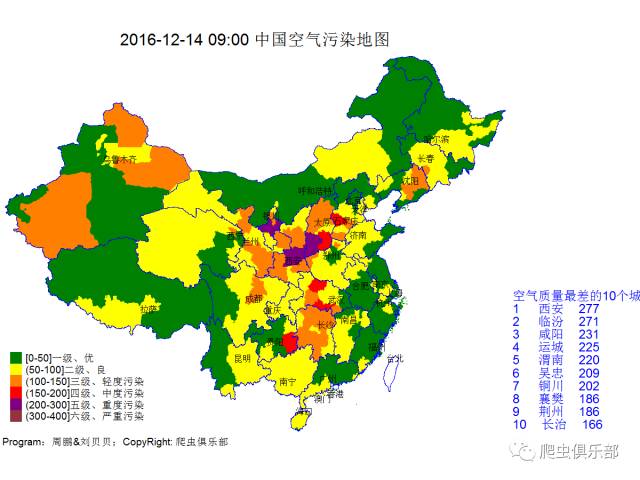 2016-12-14 09:00 中国空气污染地图
哈尔滨
长春
乌鲁木齐
沈阳
呼和浩特
银川
太原
石家庄
济南
西宁
兰州
郑州
西安
拉萨
成都
合肥
武汉
重庆
长沙
南昌
贵阳
福州
昆明
台北
南宁
香港
澳门
海口
空气质量最差的10个城
1 西安 277
2 临汾 271
3 咸阳 231
4 运城 225
5 渭南 220
6 吴忠 209
7 铜川 202
8 襄樊 186
9 荆州 186
10 长治 166
[0-50]一级、优
(50-100]二级、良
(100-150]三级、轻度污染
(150-200]四级、中度污染
(200-300]五级、重度污染
(300-400]六级、严重污染
Program：周鹏&刘贝贝；CopyRight: 爬虫俱乐部
爬虫俱乐部